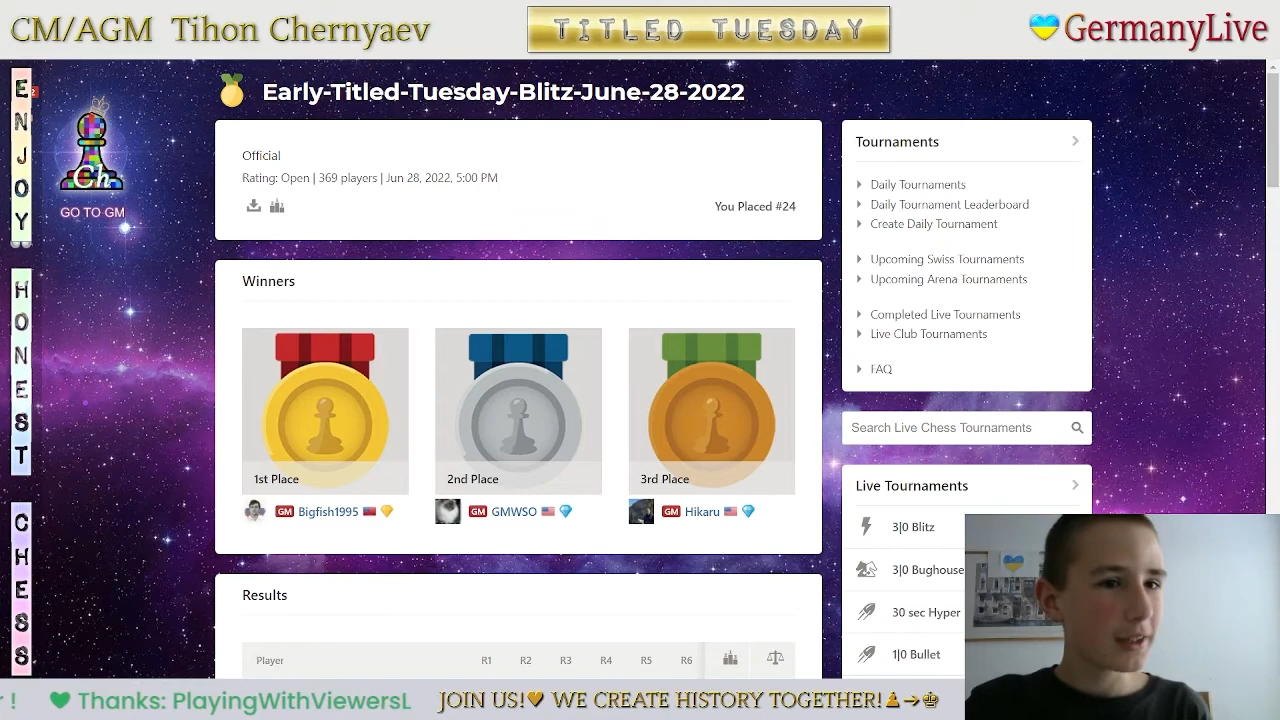 CM/AGM Tihon Chernyaev
TITLED TUESDAY
GermanyLive
ENJOY
HONEST
CHESS
2
Ch
GO TO GM
Early-Titled-Tuesday-Blitz-June-28-2022
Official
Rating: Open | 369 players | Jun 28, 2022, 5:00 PM
You Placed #24
Winners
1st Place
2nd Place
3rd Place
GM Bigfish1995
GM GMWSO
GM Hikaru
Results
Player R1 R2 R3 R4 R5 R6
Tournaments
Daily Tournaments
Daily Tournament Leaderboard
Create Daily Tournament
Upcoming Swiss Tournaments
Upcoming Arena Tournaments
Completed Live Tournaments
Live Club Tournaments
FAQ
Search Live Chess Tournaments
Live Tournaments
3|0 Blitz
3|0 Bughouse
30 sec Hyper
1|0 Bullet
r ! Thanks: PlayingWithViewersL
JOIN US! WE CREATE HISTORY TOGETHER!